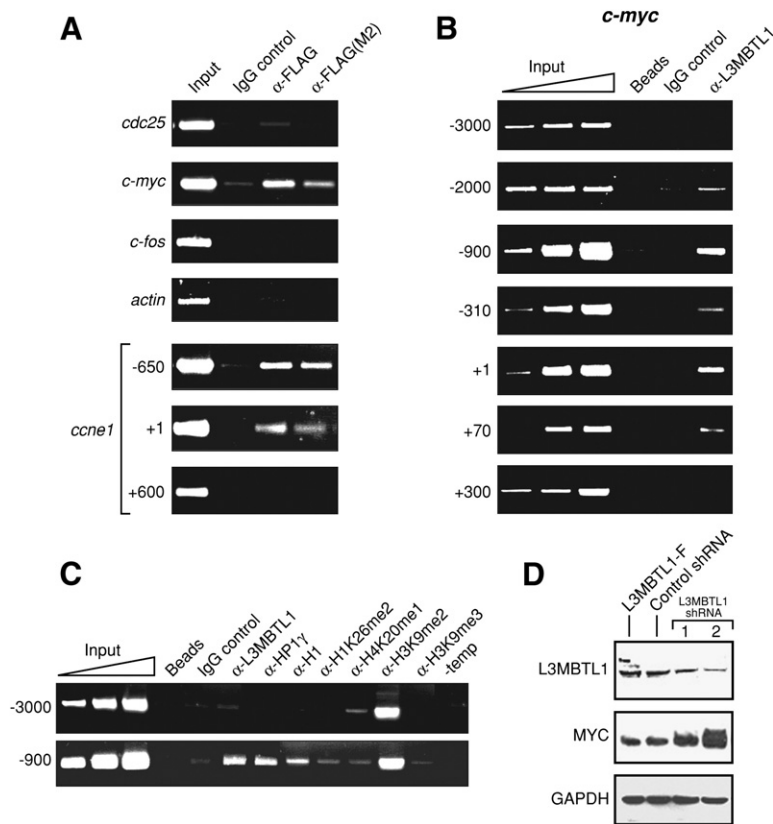 A
Input
IgG control
α-FLAG
α-FLAG(M2)
cdc25
c-myc
c-fos
actin
ccne1
-650
+1
+600
B
c-myc
Input
Beads
IgG control
α-L3MBTL1
-3000
-2000
-900
-310
+1
+70
+300
C
Input
Beads
IgG control
α-L3MBTL1
α-HP1γ
α-H1
α-H1K26me2
α-H4K20me1
α-H3K9me2
α-H3K9me3
-temp
-3000
-900
D
L3MBTL1-F
Control shRNA
L3MBTL1
shRNA
1 2
L3MBTL1
MYC
GAPDH